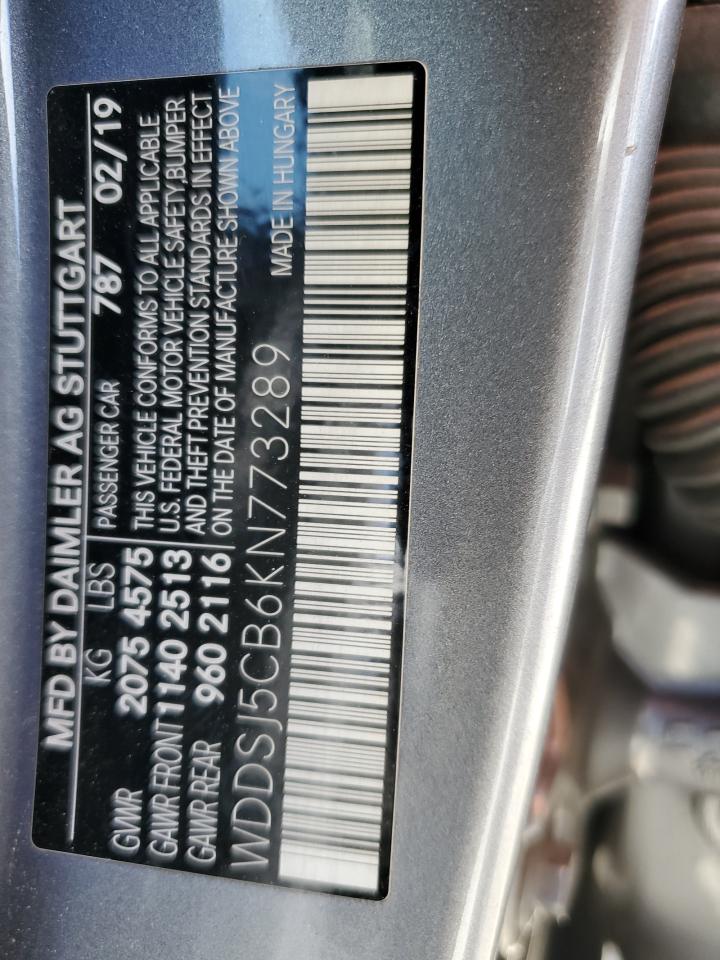 MFD BY DAIMLER AG STUTTGART
KG LBS PASSENGER CAR 787 02/19
GWR 2075 4575
GAWR FRONT 1140 2513
GAWR REAR 960 2116
THIS VEHICLE CONFORMS TO ALL APPLICABLE
U.S. FEDERAL MOTOR VEHICLE SAFETY,BUMPER
AND THEFT PREVENTION STANDARDS IN EFFECT
ON THE DATE OF MANUFACTURE SHOWN ABOVE
WDDSJ5CB6KN773289 MADE IN HUNGARY